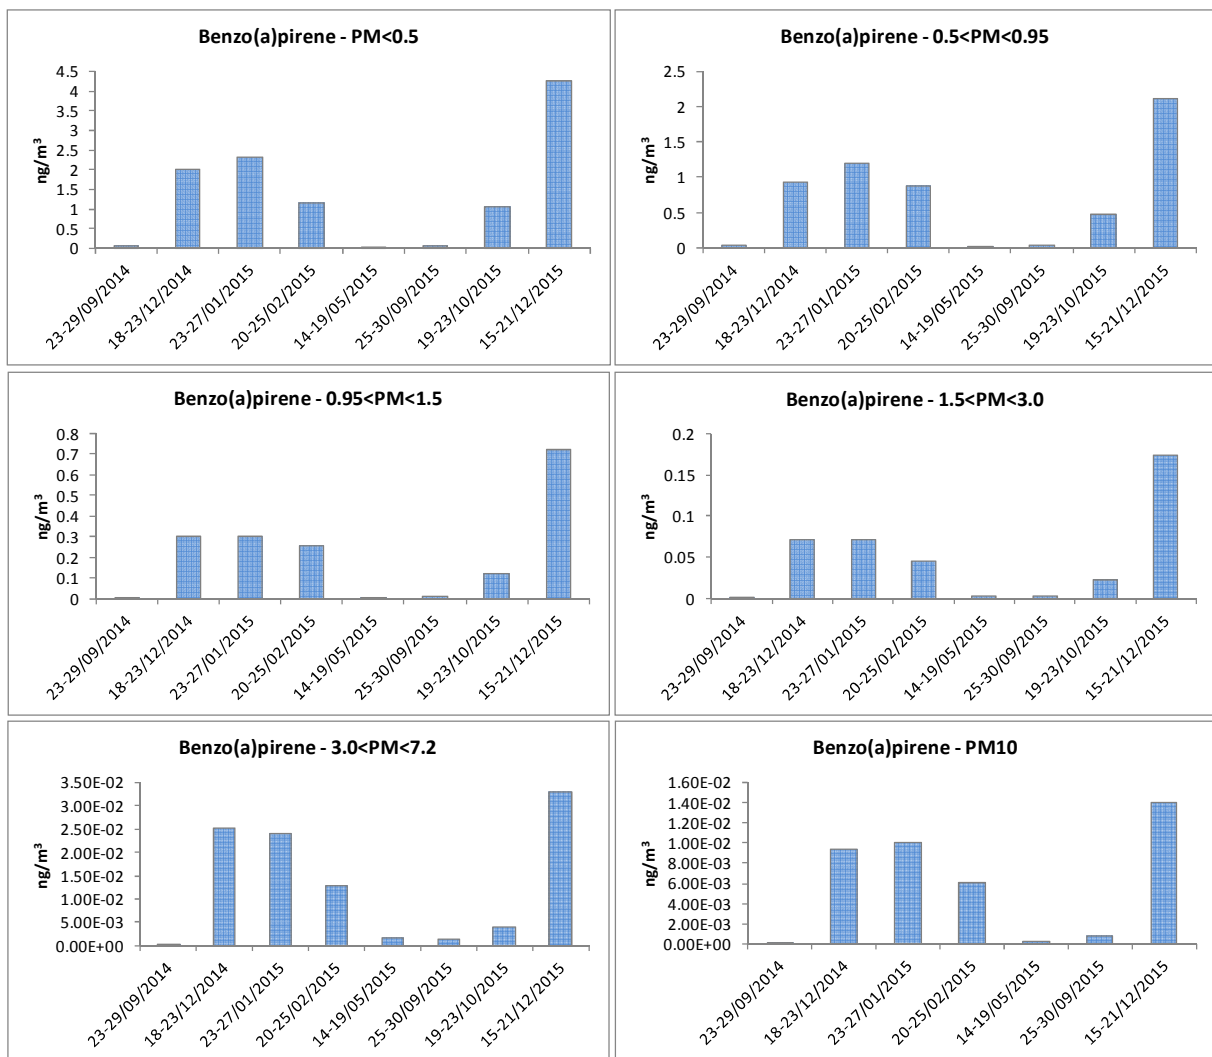 Benzo(a)pirene - PM<0.5
ng/m³
4.5
4
3.5
3
2.5
2
1.5
1
0.5
0
23-29/09/2014
18-23/12/2014
23-27/01/2015
20-25/02/2015
14-19/05/2015
25-30/09/2015
19-23/10/2015
15-21/12/2015
Benzo(a)pirene - 0.5<PM<0.95
ng/m³
2.5
2
1.5
1
0.5
0
23-29/09/2014
18-23/12/2014
23-27/01/2015
20-25/02/2015
14-19/05/2015
25-30/09/2015
19-23/10/2015
15-21/12/2015
Benzo(a)pirene - 0.95<PM<1.5
ng/m³
0.8
0.7
0.6
0.5
0.4
0.3
0.2
0.1
0
23-29/09/2014
18-23/12/2014
23-27/01/2015
20-25/02/2015
14-19/05/2015
25-30/09/2015
19-23/10/2015
15-21/12/2015
Benzo(a)pirene - 1.5<PM<3.0
ng/m³
0.2
0.15
0.1
0.05
0
23-29/09/2014
18-23/12/2014
23-27/01/2015
20-25/02/2015
14-19/05/2015
25-30/09/2015
19-23/10/2015
15-21/12/2015
Benzo(a)pirene - 3.0<PM<7.2
ng/m³
3.50E-02
3.00E-02
2.50E-02
2.00E-02
1.50E-02
1.00E-02
5.00E-03
0.00E+00
23-29/09/2014
18-23/12/2014
23-27/01/2015
20-25/02/2015
14-19/05/2015
25-30/09/2015
19-23/10/2015
15-21/12/2015
Benzo(a)pirene - PM10
ng/m³
1.60E-02
1.40E-02
1.20E-02
1.00E-02
8.00E-03
6.00E-03
4.00E-03
2.00E-03
0.00E+00
23-29/09/2014
18-23/12/2014
23-27/01/2015
20-25/02/2015
14-19/05/2015
25-30/09/2015
19-23/10/2015
15-21/12/2015